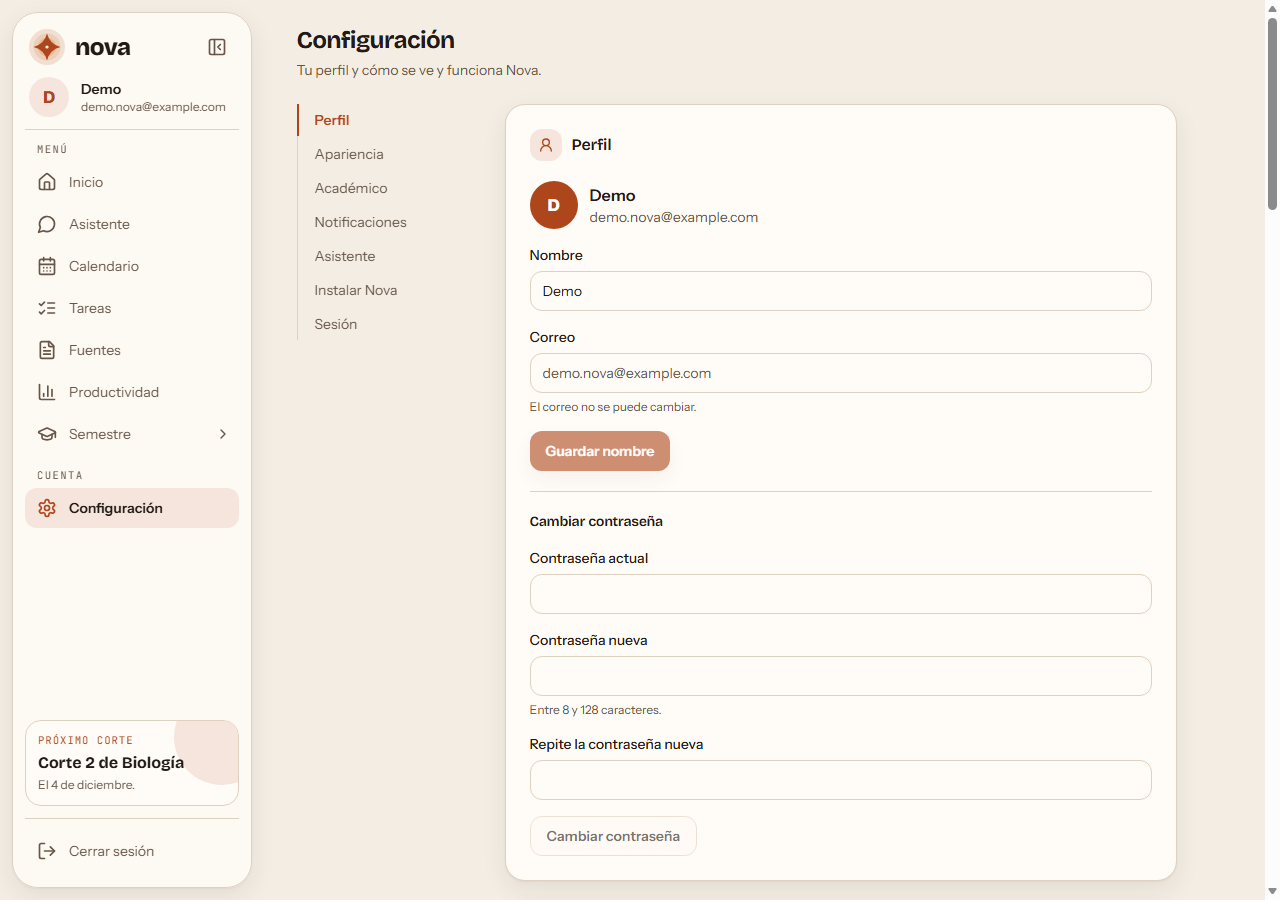 nova
D
Demo
demo.nova@example.com
MENÚ
Inicio
Asistente
Calendario
Tareas
Fuentes
Productividad
Semestre
CUENTA
Configuración
PRÓXIMO CORTE
Corte 2 de Biología
El 4 de diciembre.
Cerrar sesión
Configuración
Tu perfil y cómo se ve y funciona Nova.
Perfil
Apariencia
Académico
Notificaciones
Asistente
Instalar Nova
Sesión
Perfil
D
Demo
demo.nova@example.com
Nombre
Demo
Correo
demo.nova@example.com
El correo no se puede cambiar.
Guardar nombre
Cambiar contraseña
Contraseña actual
Contraseña nueva
Entre 8 y 128 caracteres.
Repite la contraseña nueva
Cambiar contraseña